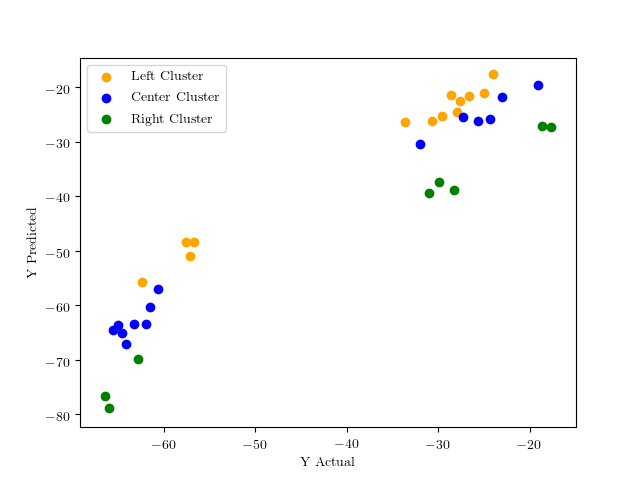 Left Cluster
Center Cluster
Right Cluster
−20
−30
−40
−50
−60
−70
−80
Y Predicted
−60 −50 −40 −30 −20
Y Actual